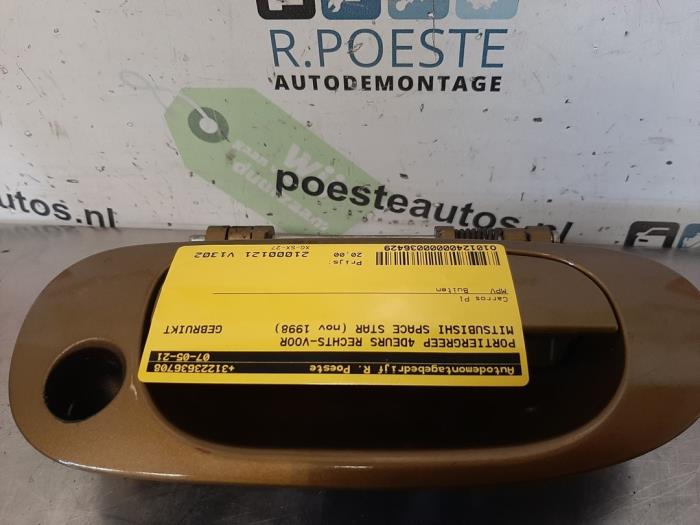 R.POESTE
AUTODEMONTAGE
poesteautos.nl
autos.nl
Autodemontagebedrijf R. Poeste +31223636708
07-05-21
PORTIERGREEP 4DEURS RECHTS-VOOR
MITSUBISHI SPACE STAR (nov 1998) GEBRUIKT
Carros Pl
MPV Buiten
Prijs:
20,00
0101240000036429
21000121 V1302
XG-SX-27